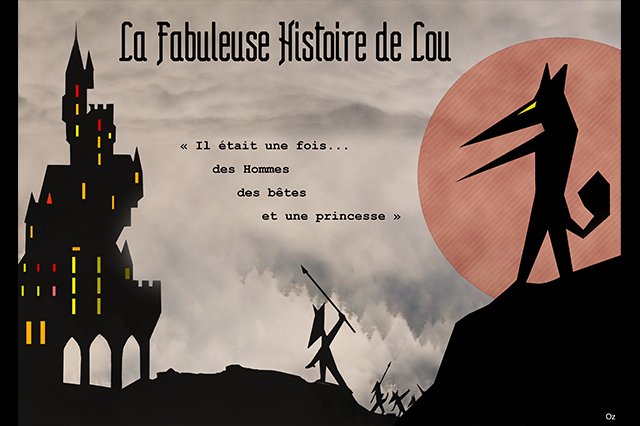 La Fabuleuse Histoire de Lou
« Il était une fois...
des Hommes
des bêtes
et une princesse »
Oz